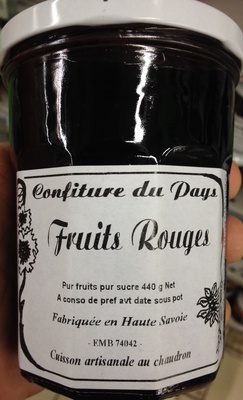 Confiture du Pays
Fruits Rouges
Pur fruits pur sucre 440 g Net
A conso de pref avt date sous pot
Fabriquée en Haute Savoie
- EMB 74042 -
Cuisson artisanale au chaudron